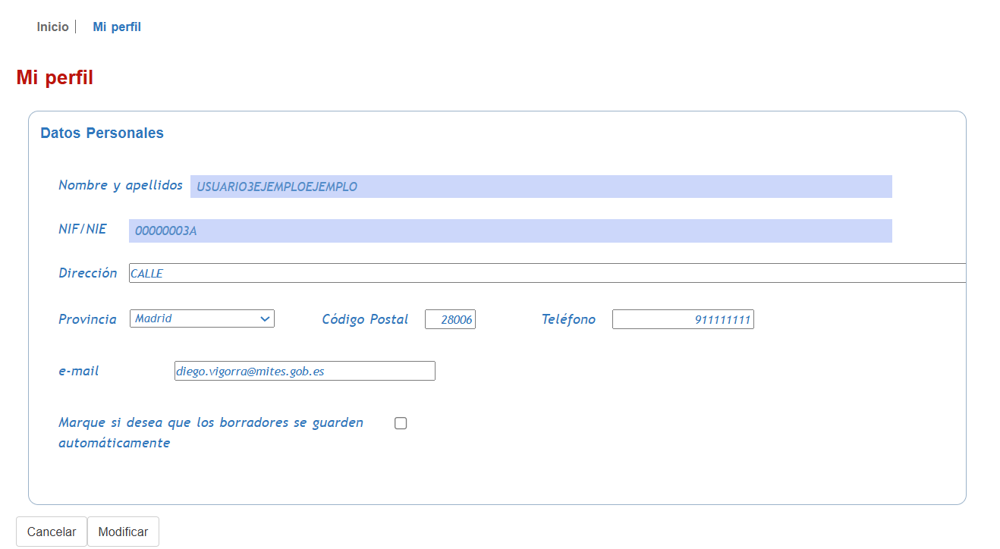 Inicio | Mi perfil
Mi perfil
Datos Personales
Nombre y apellidos USUARIO3EJEMPLOEJEMPLO
NIF/NIE 00000003A
Dirección CALLE
Provincia Madrid Código Postal 28006 Teléfono 911111111
e-mail diego.vigorra@mites.gob.es
Marque si desea que los borradores se guarden
automáticamente
Cancelar Modificar